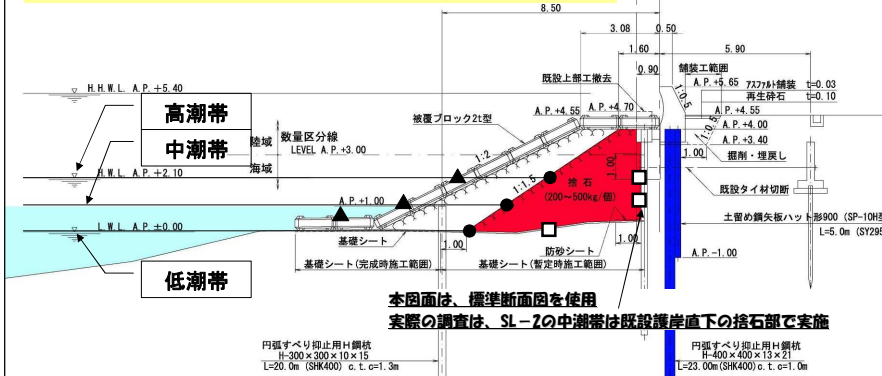 8.50
3.08 0.50
1.60 5.90
0.90 舗装工範囲
既設上部工撤去 A.P.+5.65 アスファルト舗装 t=0.03
H.H.W.L. A.P.+5.40 1:0.5 再生砕石 t=0.10
高潮帯 被覆ブロック2t型 A.P.+4.55 A.P.+4.70 A.P.+4.55
中潮帯 陸域 数量区分線 1:0.5 A.P.+4.00
LEVEL A.P.+3.00 1:2 A.P.+3.40
海域 1.00 1.00 掘削・埋戻し
H.W.L. A.P.+2.10 1:1.5 捨石
A.P.+1.00 (200～500kg/個) 既設タイ材切断
L.W.L. A.P.±0.00 土留め鋼矢板ハット形900 (SP-10H型
基礎シート 1.00 防砂シート 1.00 L=5.0m (SY295
低潮帯 基礎シート(完成時施工範囲) 基礎シート(暫定時施工範囲) A.P.-1.00
本図面は、標準断面図を使用
実際の調査は、SL－2の中潮帯は既設護岸直下の捨石部で実施
円弧すべり抑止用H鋼杭
H-300×300×10×15
L=20.0m (SHK400) c.t.c=1.3m
円弧すべり抑止用H鋼杭
H-400×400×13×21
L=23.00m(SHK400)c.t.c=1.0m